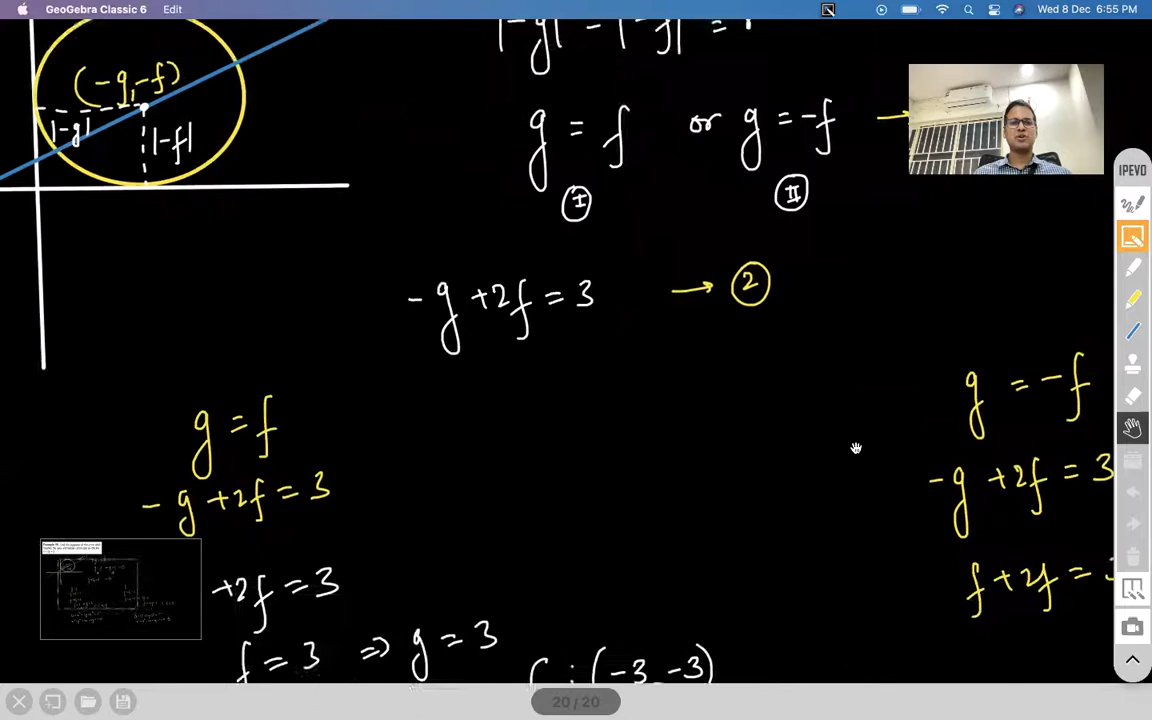 GeoGebra Classic 6 Edit Wed 8 Dec 6:55 PM
|-g| = |-f| = r
(-g, -f)
|-g|
|-f|
g = f or g = -f →
I II
-g + 2f = 3 → 2
IPEVO
g = f
-g + 2f = 3
+2f = 3
f = 3 ⇒ g = 3
C : (-3, -3)
g = -f
-g + 2f = 3
f + 2f =
20 / 20